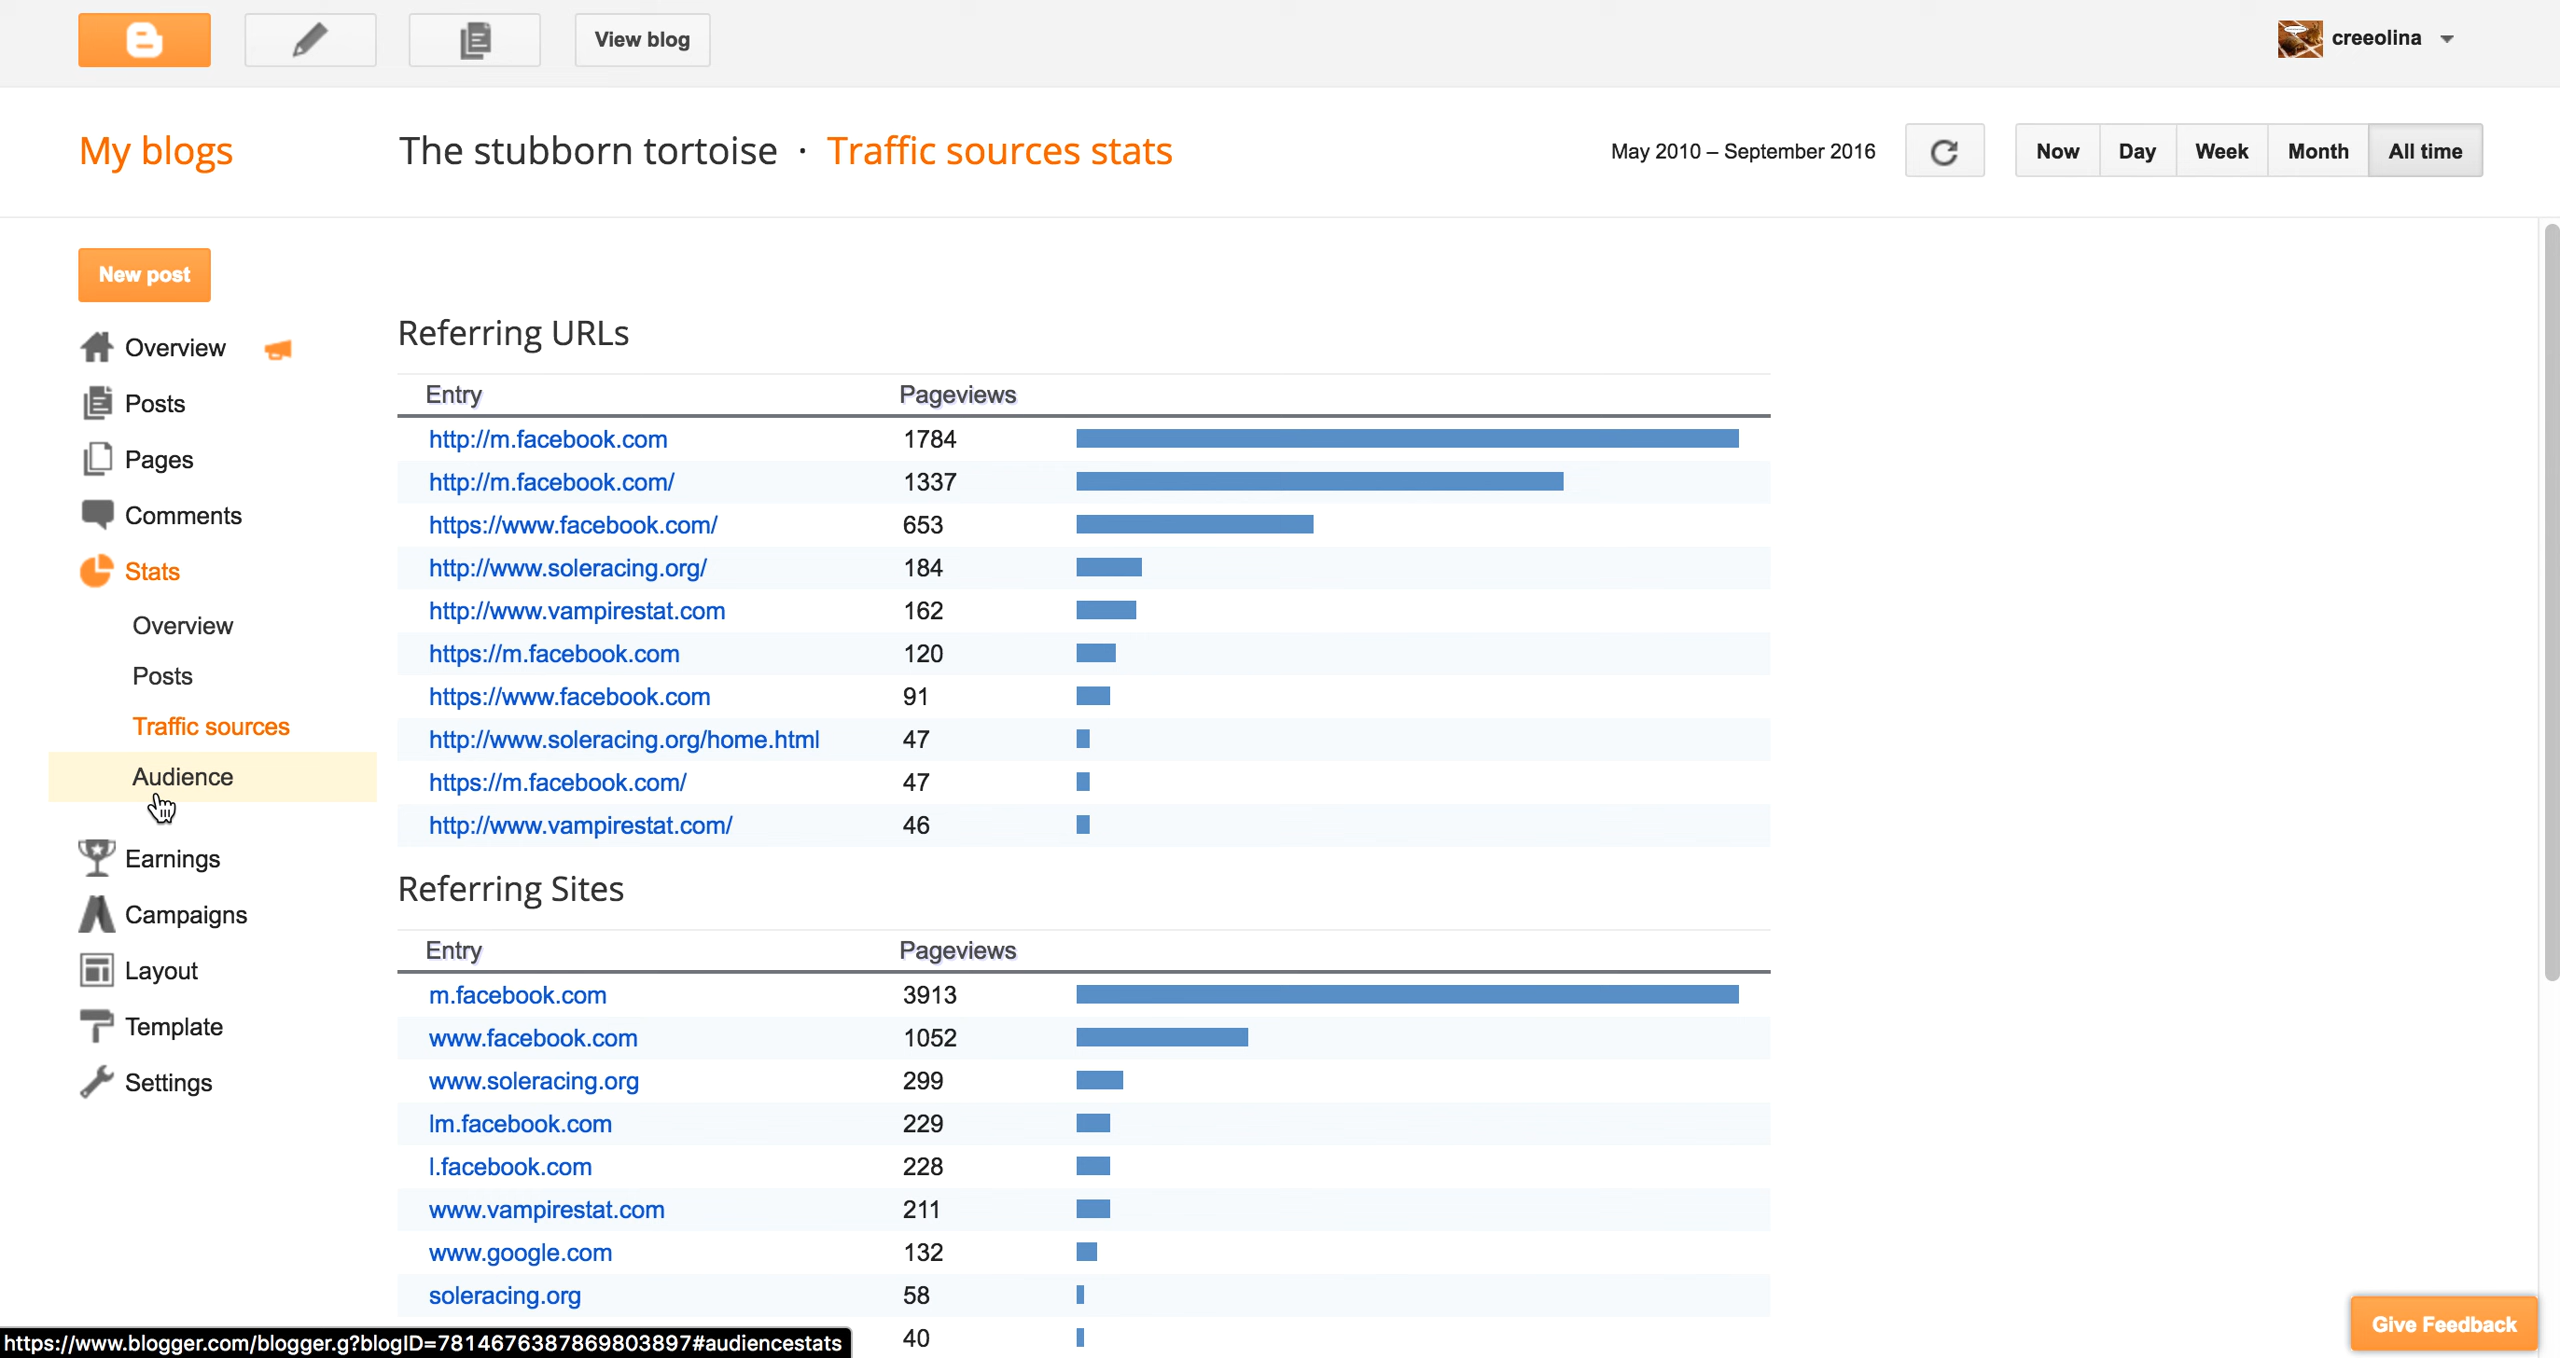 View blog
creeolina
My blogs
The stubborn tortoise · Traffic sources stats
May 2010 – September 2016
Now
Day
Week
Month
All time
New post
Overview
Posts
Pages
Comments
Stats
Overview
Posts
Traffic sources
Audience
Earnings
Campaigns
Layout
Template
Settings
Referring URLs
Entry Pageviews
http://m.facebook.com 1784
http://m.facebook.com/ 1337
https://www.facebook.com/ 653
http://www.soleracing.org/ 184
http://www.vampirestat.com 162
https://m.facebook.com 120
https://www.facebook.com 91
http://www.soleracing.org/home.html 47
https://m.facebook.com/ 47
http://www.vampirestat.com/ 46
Referring Sites
Entry Pageviews
m.facebook.com 3913
www.facebook.com 1052
www.soleracing.org 299
lm.facebook.com 229
l.facebook.com 228
www.vampirestat.com 211
www.google.com 132
soleracing.org 58
40
Give Feedback
https://www.blogger.com/blogger.g?blogID=7814676387869803897#audiencestats